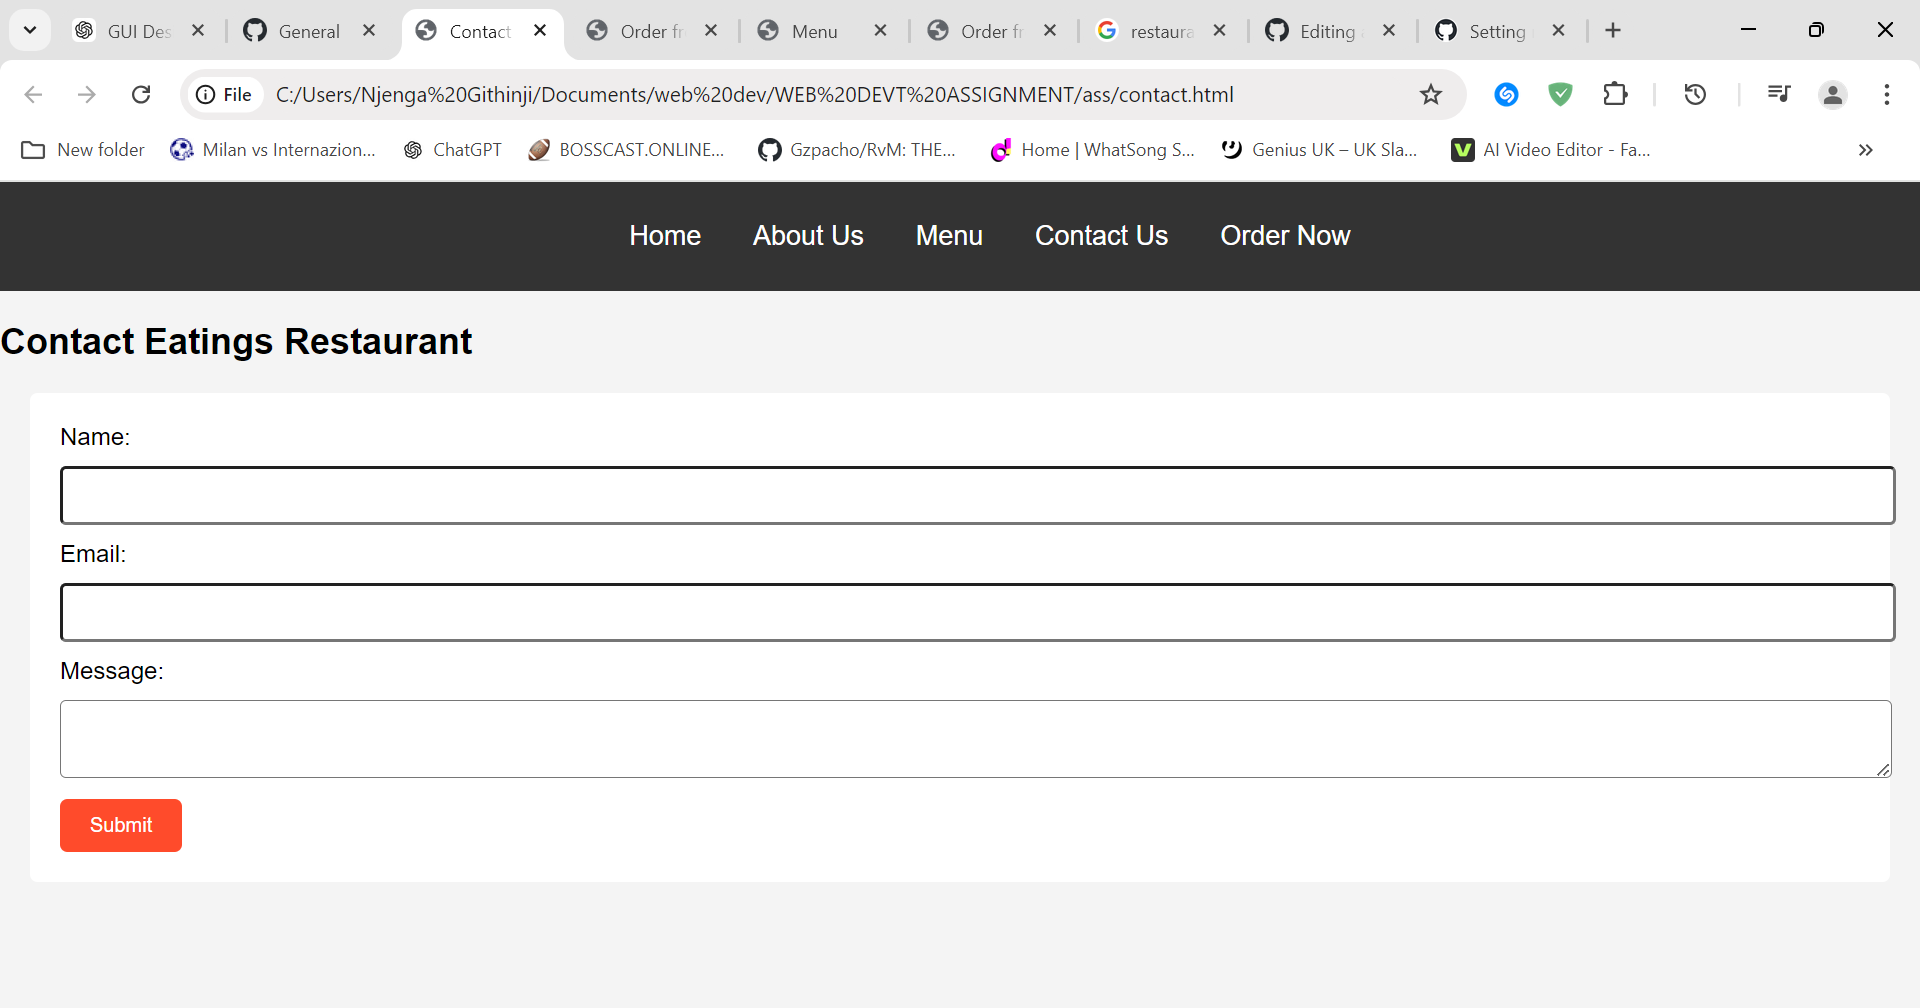 GUI Des
General
Contact
Order fr
Menu
Order fr
restaura
Editing
Setting
File
C:/Users/Njenga%20Githinji/Documents/web%20dev/WEB%20DEVT%20ASSIGNMENT/ass/contact.html
New folder
Milan vs Internazion...
ChatGPT
BOSSCAST.ONLINE...
Gzpacho/RvM: THE...
Home | WhatSong S...
Genius UK – UK Sla...
AI Video Editor - Fa...
Home
About Us
Menu
Contact Us
Order Now
Contact Eatings Restaurant
Name:
Email:
Message:
Submit